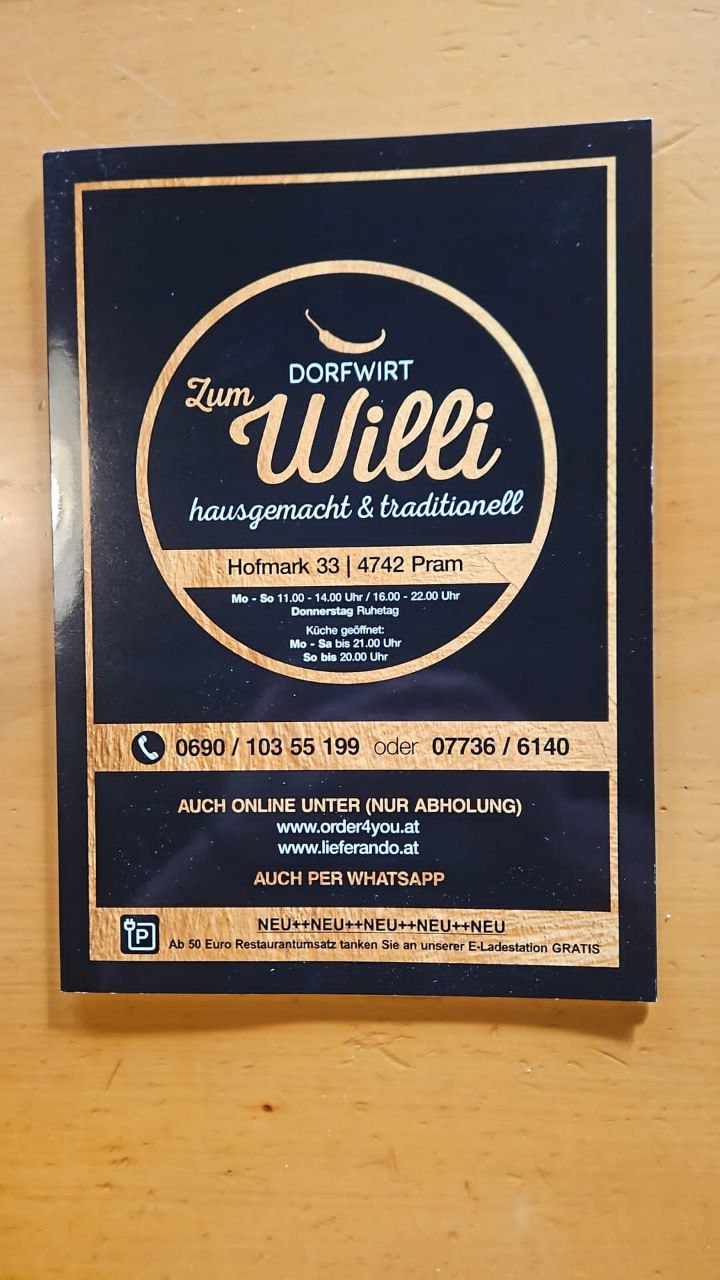 DORFWIRT
Zum Willi
hausgemacht & traditionell
Hofmark 33 | 4742 Pram
Mo - So 11.00 - 14.00 Uhr / 16.00 - 22.00 Uhr
Donnerstag Ruhetag
Küche geöffnet:
Mo - Sa bis 21.00 Uhr
So bis 20.00 Uhr
0690 / 103 55 199 oder 07736 / 6140
AUCH ONLINE UNTER (NUR ABHOLUNG)
www.order4you.at
www.lieferando.at
AUCH PER WHATSAPP
P
NEU++NEU++NEU++NEU++NEU
Ab 50 Euro Restaurantumsatz tanken Sie an unserer E-Ladestation GRATIS